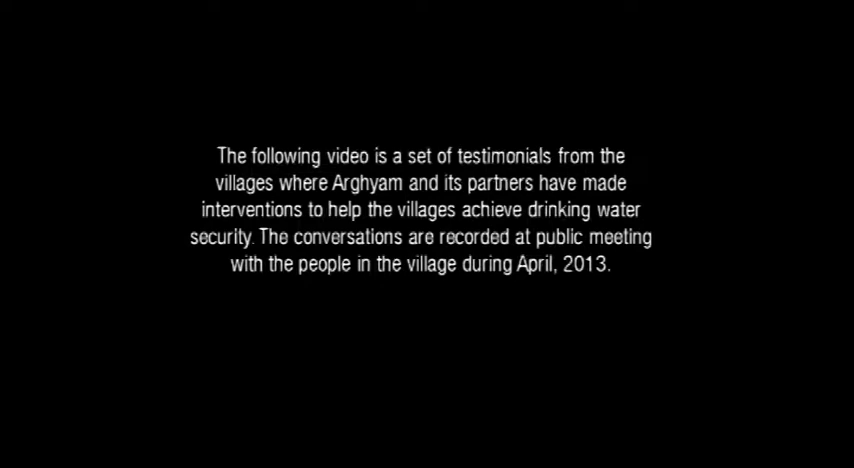 The following video is a set of testimonials from the
villages where Arghyam and its partners have made
interventions to help the villages achieve drinking water
security. The conversations are recorded at public meeting
with the people in the village during April, 2013.